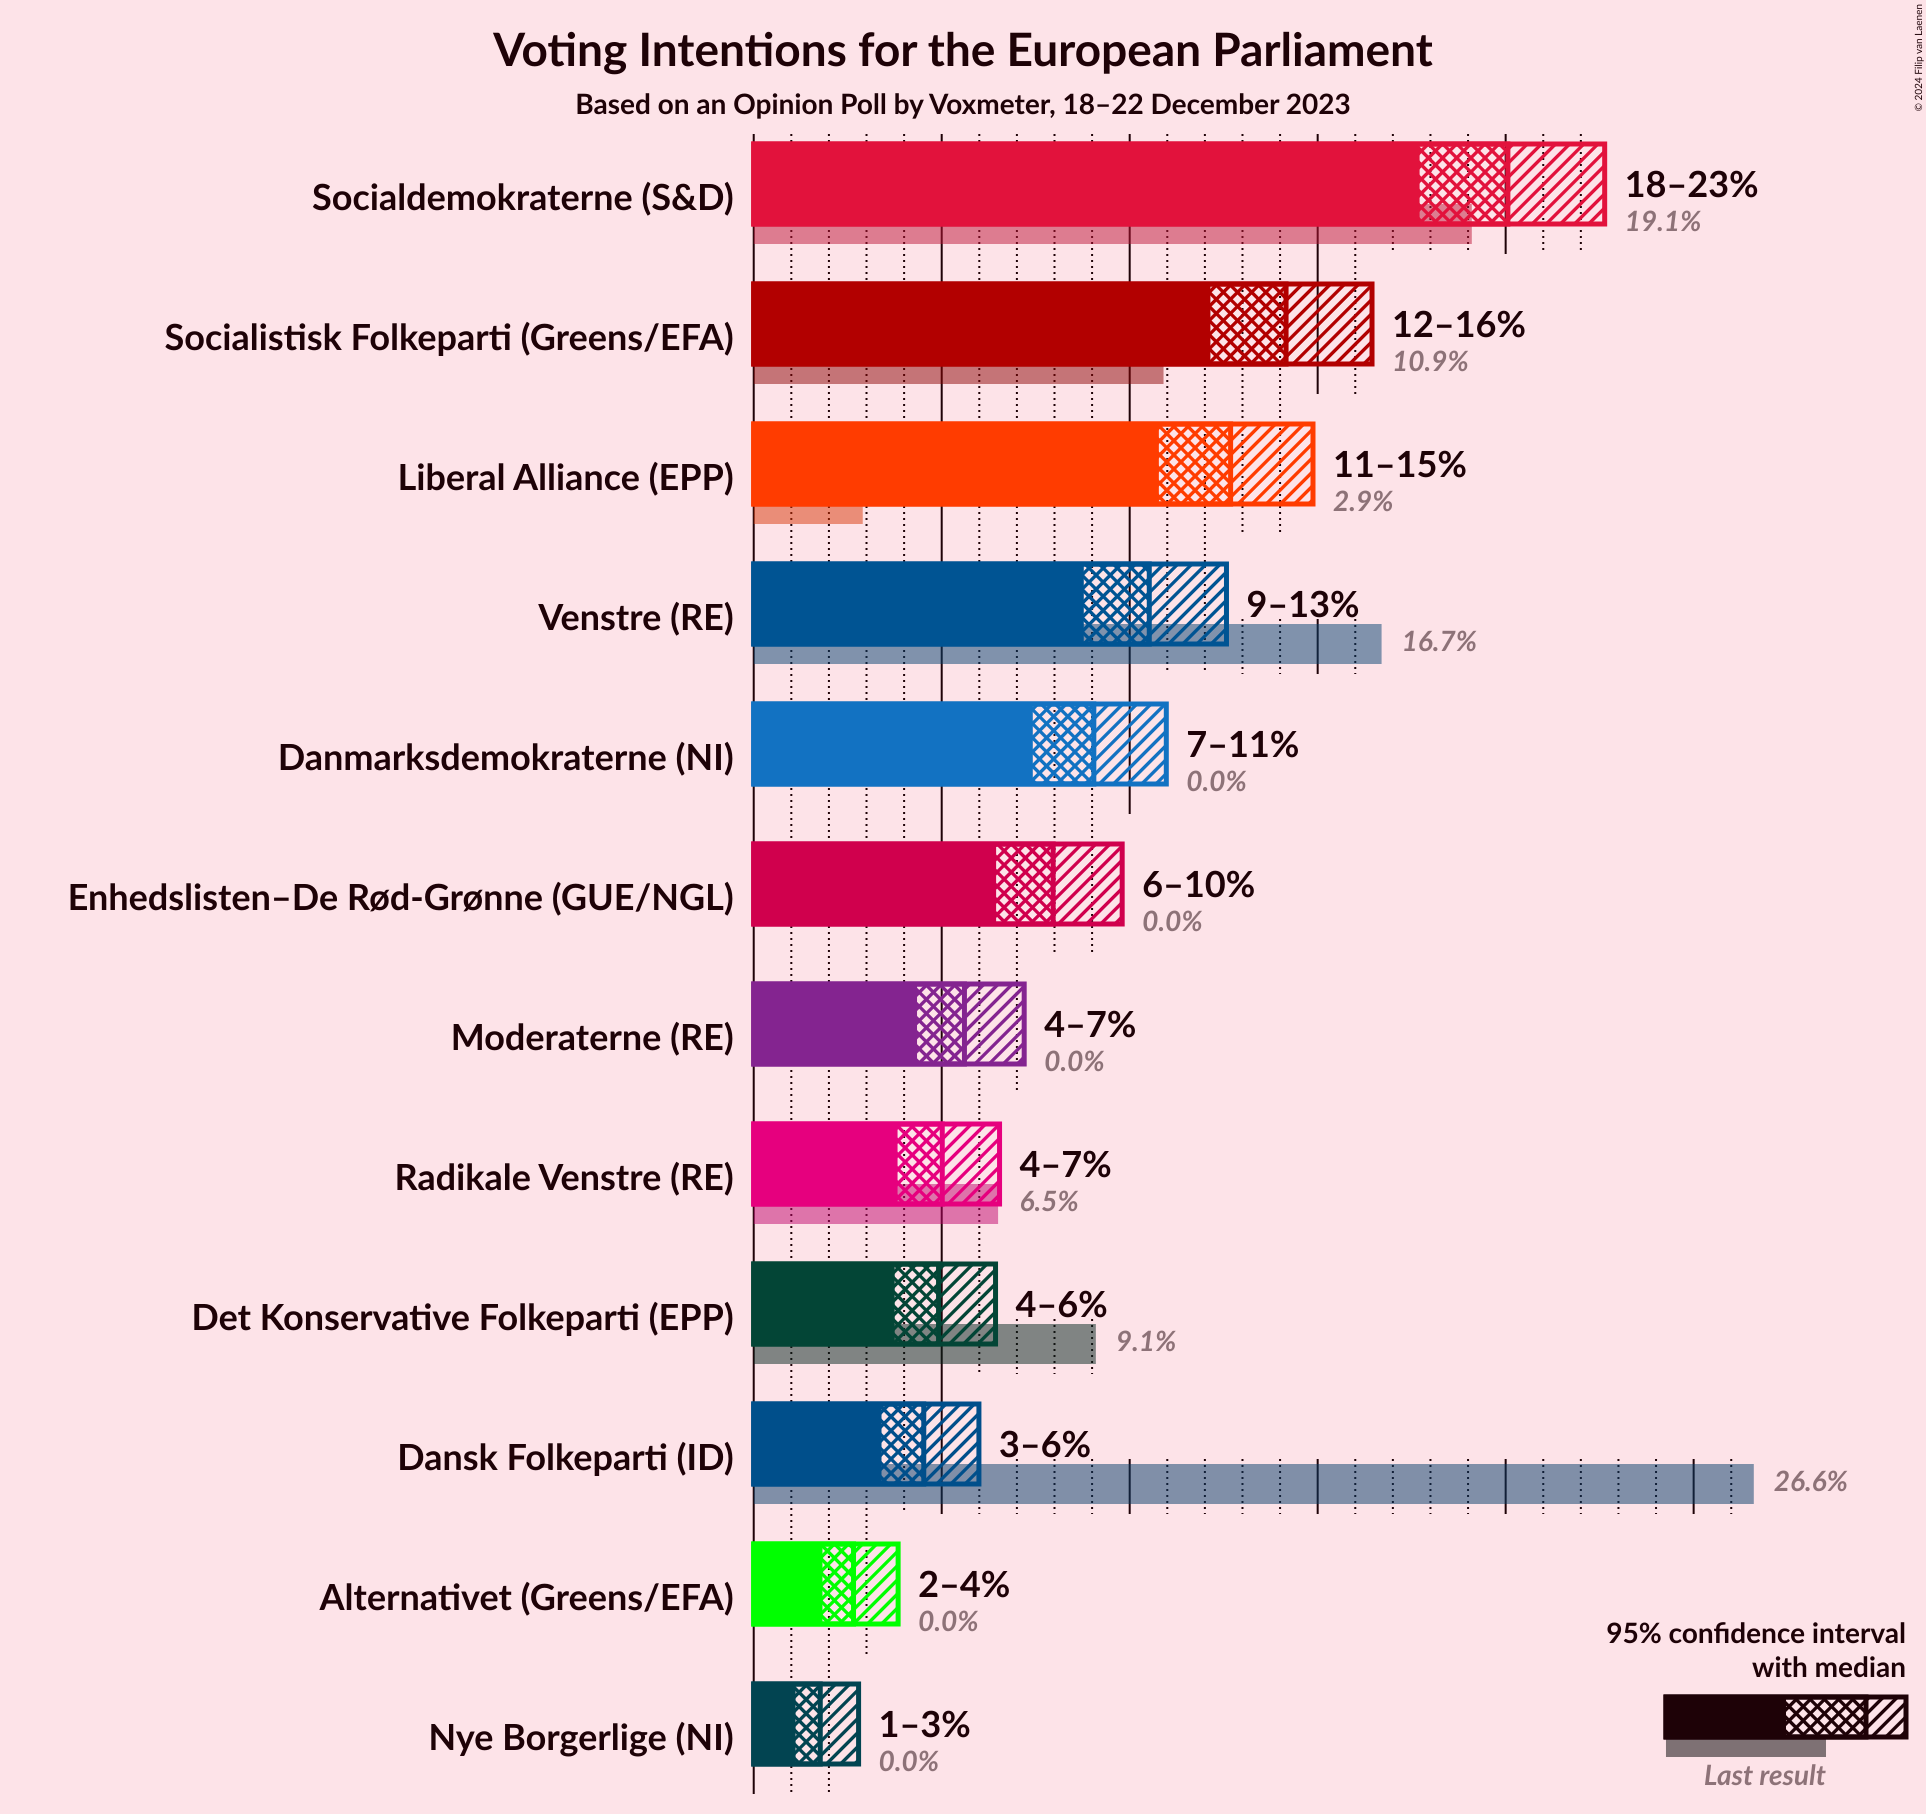 © 2024 Filip van Laenen
Voting Intentions for the European Parliament
Based on an Opinion Poll by Voxmeter, 18–22 December 2023
Socialdemokraterne (S&D)
18–23%
19.1%
Socialistisk Folkeparti (Greens/EFA)
12–16%
10.9%
Liberal Alliance (EPP)
11–15%
2.9%
Venstre (RE)
9–13%
16.7%
Danmarksdemokraterne (NI)
7–11%
0.0%
Enhedslisten–De Rød-Grønne (GUE/NGL)
6–10%
0.0%
Moderaterne (RE)
4–7%
0.0%
Radikale Venstre (RE)
4–7%
6.5%
Det Konservative Folkeparti (EPP)
4–6%
9.1%
Dansk Folkeparti (ID)
3–6%
26.6%
Alternativet (Greens/EFA)
2–4%
0.0%
Nye Borgerlige (NI)
1–3%
0.0%
95% confidence interval
with median
Last result